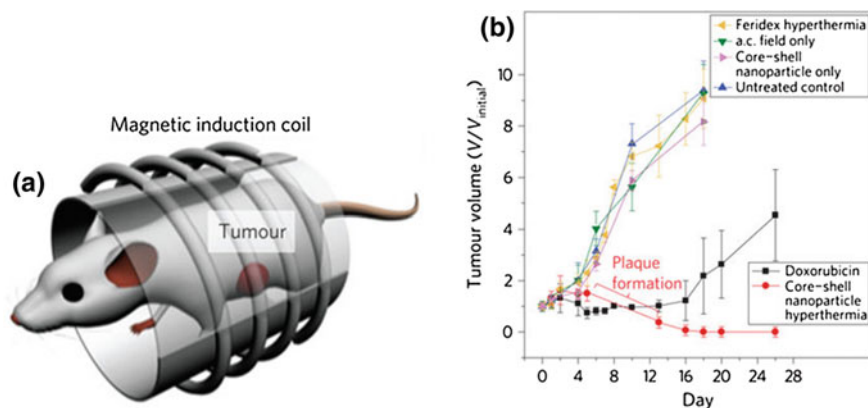 (a)
Magnetic induction coil
Tumour
(b)
Tumour volume (V/Vinitial)
10
8
6
4
2
0
Feridex hyperthermia
a.c. field only
Core-shell
nanoparticle only
Untreated control
Plaque
formation
Doxorubicin
Core-shell
nanoparticle
hyperthermia
0 4 8 12 16 20 24 28
Day